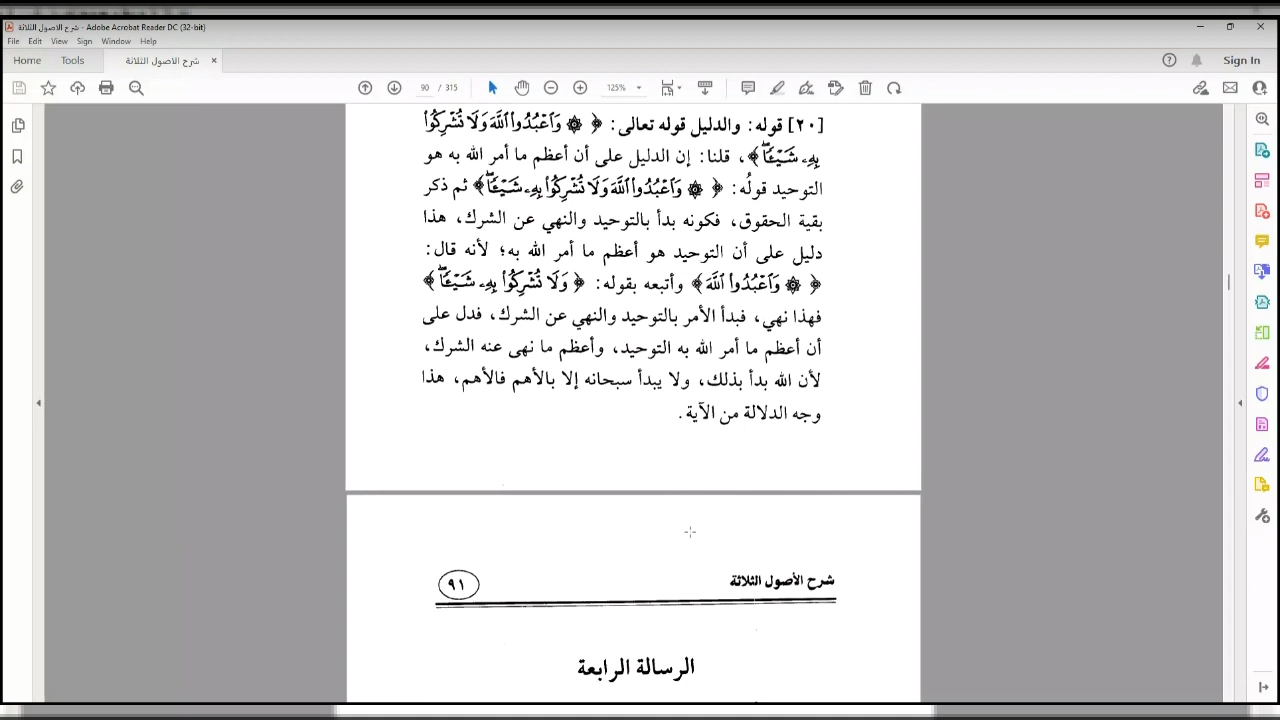 شرح الاصول الثلاثة - Adobe Acrobat Reader DC (32-bit)
File Edit View Sign Window Help
Home Tools شرح الاصول الثلاثة ×
Sign In
90 / 315 125%
[٢٠] قوله: والدليل قوله تعالى: ﴿ ۞ وَٱعۡبُدُواْ ٱللَّهَ وَلَا تُشۡرِكُواْ
بِهِۦ شَيۡـٔٗاۖ ﴾، قلنا: إن الدليل على أن أعظم ما أمر الله به هو
التوحيد قولُه: ﴿ ۞ وَٱعۡبُدُواْ ٱللَّهَ وَلَا تُشۡرِكُواْ بِهِۦ شَيۡـٔٗاۖ ﴾ ثم ذكر
بقية الحقوق، فكونه بدأ بالتوحيد والنهي عن الشرك، هذا
دليل على أن التوحيد هو أعظم ما أمر الله به؛ لأنه قال:
﴿ ۞ وَٱعۡبُدُواْ ٱللَّهَ ﴾ وأتبعه بقوله: ﴿ وَلَا تُشۡرِكُواْ بِهِۦ شَيۡـٔٗاۖ ﴾
فهذا نهي، فبدأ الأمر بالتوحيد والنهي عن الشرك، فدل على
أن أعظم ما أمر الله به التوحيد، وأعظم ما نهى عنه الشرك،
لأن الله بدأ بذلك، ولا يبدأ سبحانه إلا بالأهم فالأهم، هذا
وجه الدلالة من الآية.
شرح الأصول الثلاثة ٩١
الرسالة الرابعة